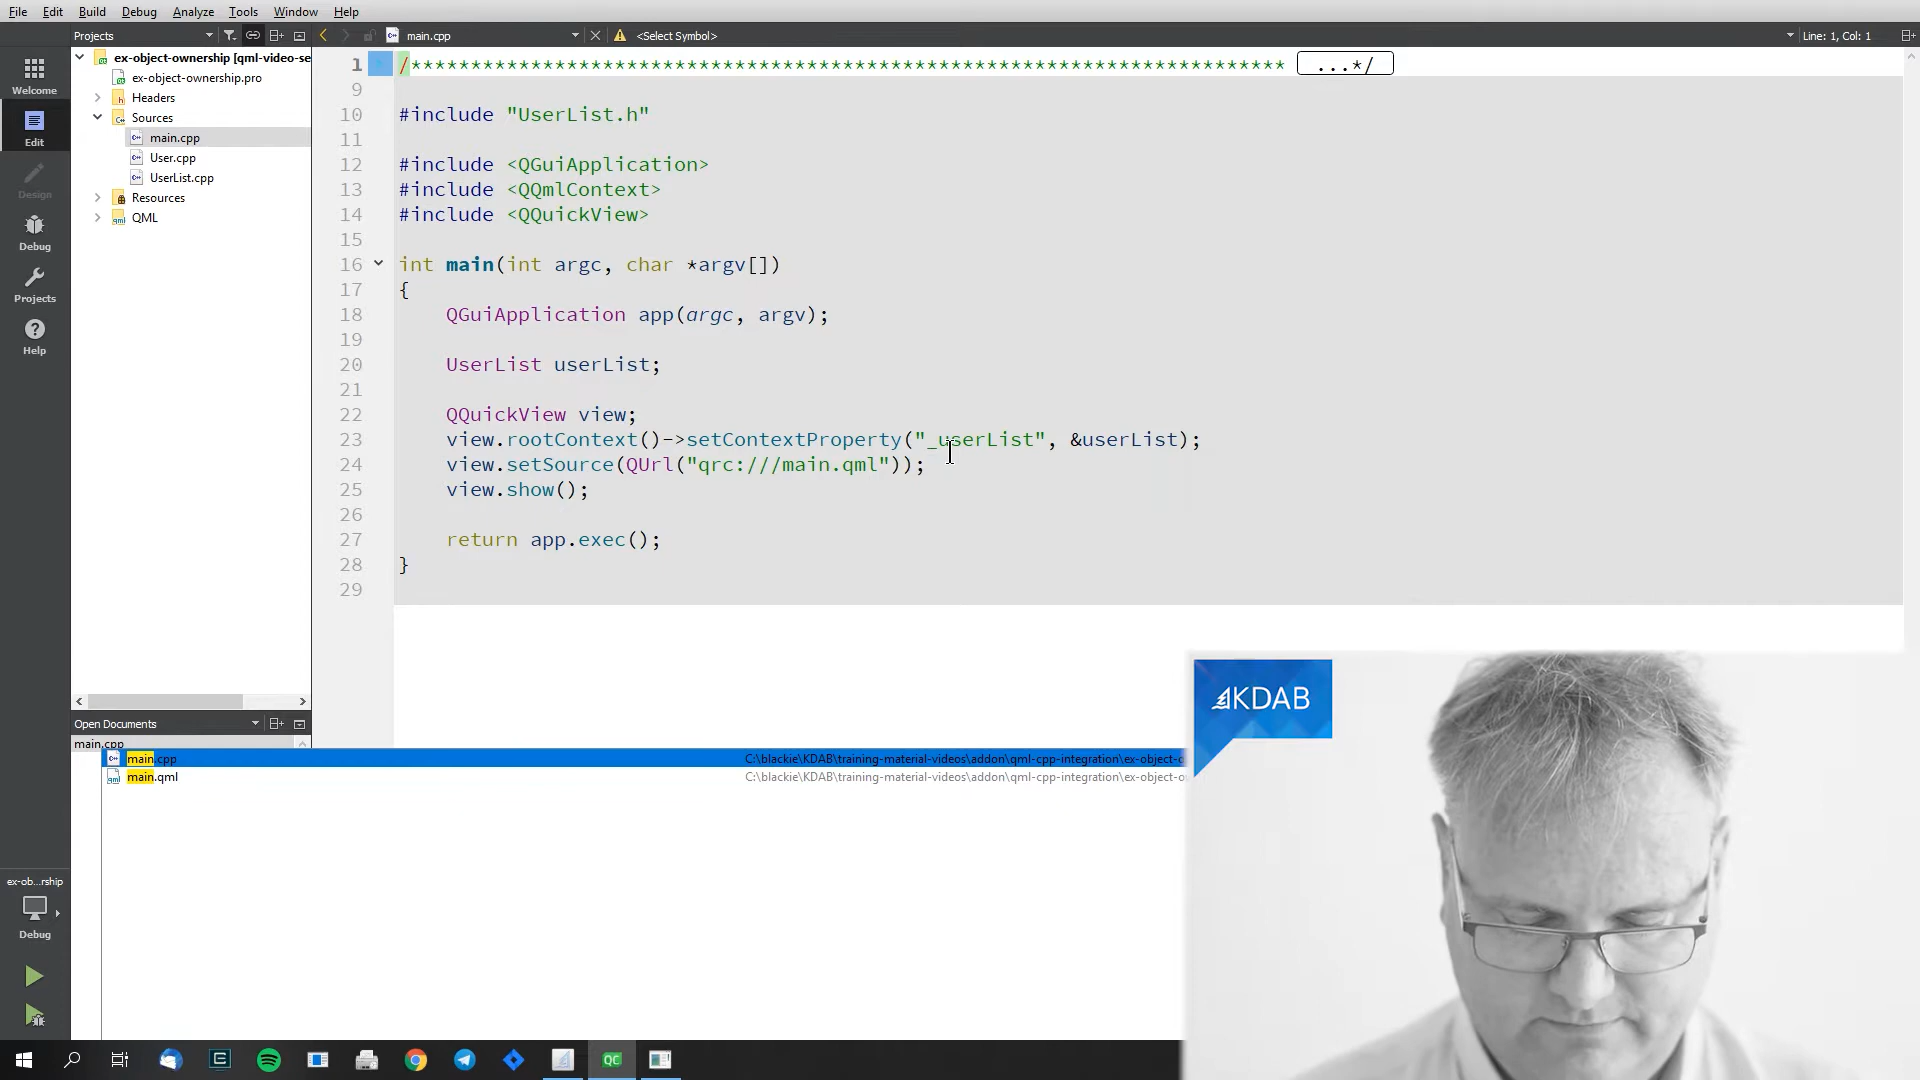 File Edit Build Debug Analyze Tools Window Help
Projects main.cpp <Select Symbol> Line: 1, Col: 1
Welcome
Edit
Design
Debug
Projects
Help
ex-object-ownership [qml-video-se
ex-object-ownership.pro
Headers
Sources
main.cpp
User.cpp
UserList.cpp
Resources
QML
1 /************************************************************************* ...*/
9
10 #include "UserList.h"
11
12 #include <QGuiApplication>
13 #include <QQmlContext>
14 #include <QQuickView>
15
16 int main(int argc, char *argv[])
17 {
18 QGuiApplication app(argc, argv);
19
20 UserList userList;
21
22 QQuickView view;
23 view.rootContext()->setContextProperty("_userList", &userList);
24 view.setSource(QUrl("qrc:///main.qml"));
25 view.show();
26
27 return app.exec();
28 }
29
Open Documents
main.cpp
main.cpp C:\blackie\KDAB\training-material-videos\addon\qml-cpp-integration\ex-object-o
main.qml C:\blackie\KDAB\training-material-videos\addon\qml-cpp-integration\ex-object-o
ex-ob...rship
Debug
KDAB
QC